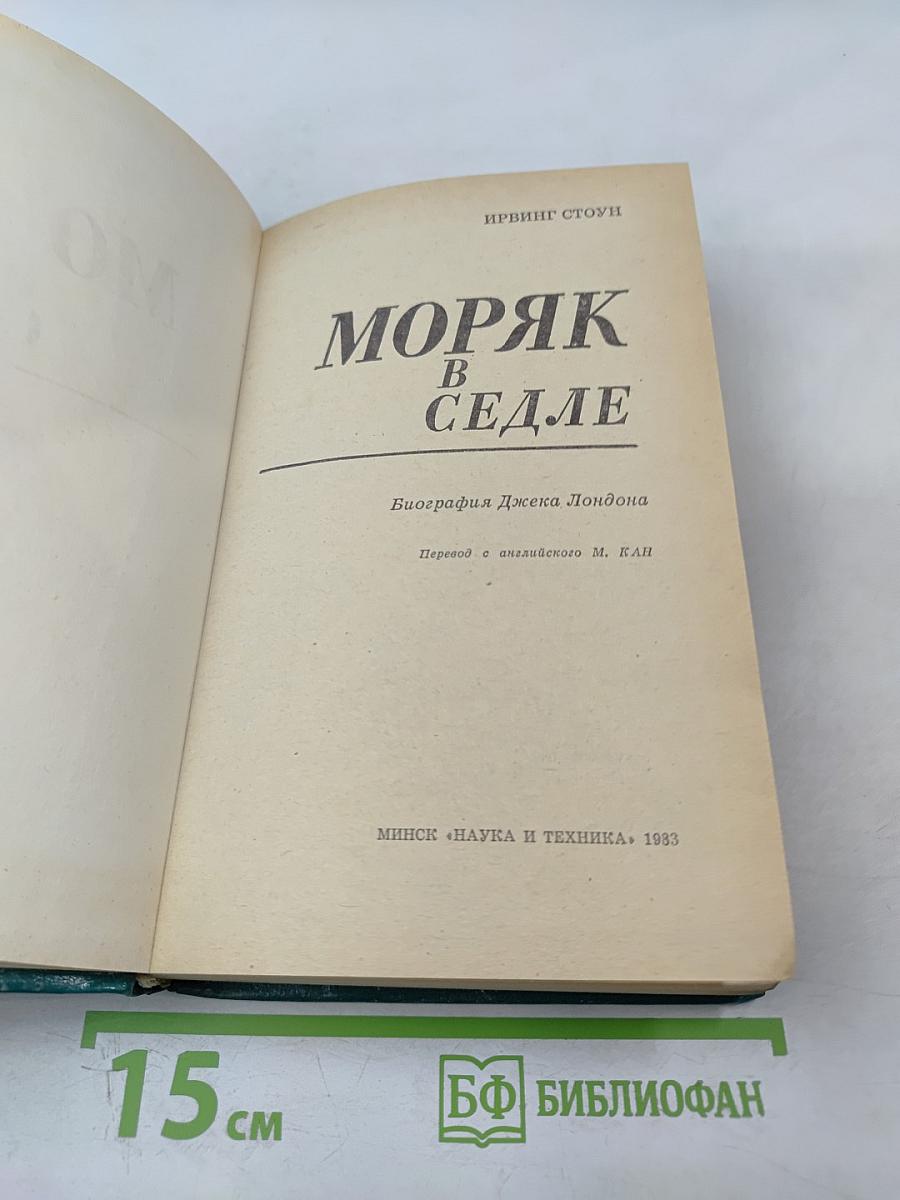 ИРВИНГ СТОУН
МОРЯК
В
СЕДЛЕ
Биография Джека Лондона
Перевод с английского М. КАН
МИНСК «НАУКА И ТЕХНИКА» 1983
15 см
БФ БИБЛИОФАН